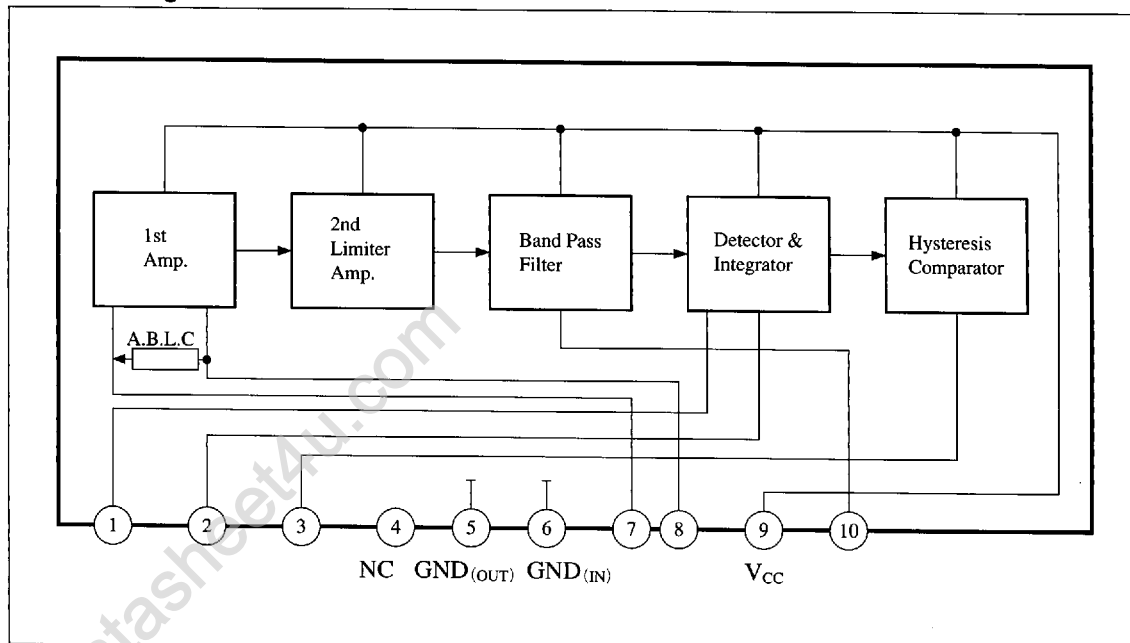 1st
Amp.
2nd
Limiter
Amp.
Band Pass
Filter
Detector &
Integrator
Hysteresis
Comparator
A.B.L.C
1 2 3 4 5 6 7 8 9 10
NC GND(OUT) GND(IN) VCC
atasheet4u.com